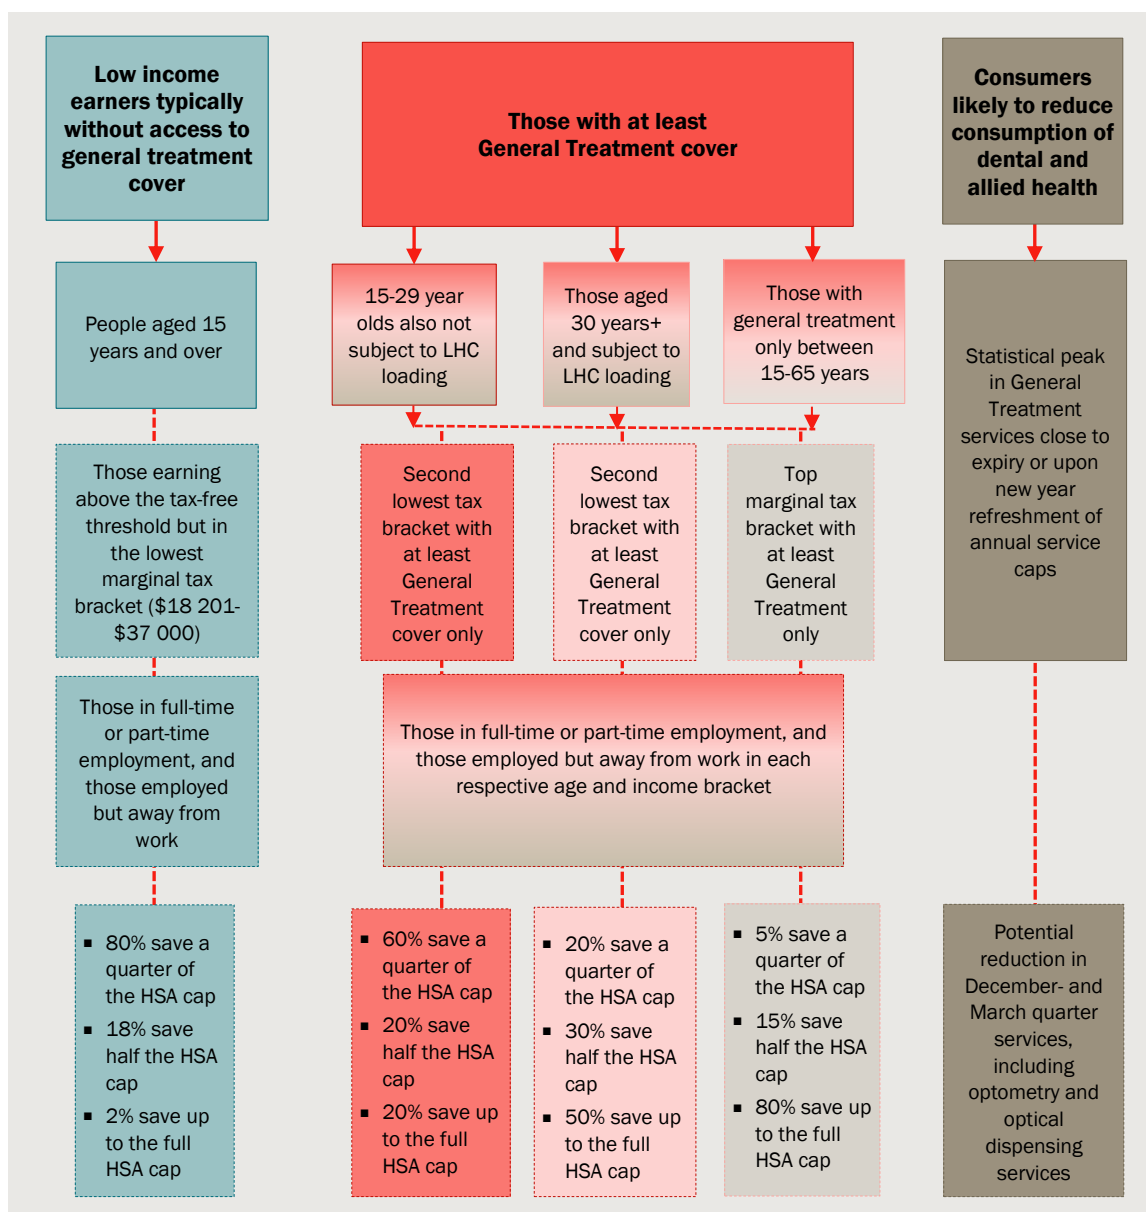 Low income
earners typically
without access to
general treatment
cover
Those with at least
General Treatment cover
Consumers
likely to reduce
consumption of
dental and
allied health
People aged 15
years and over
15-29 year
olds also not
subject to LHC
loading
Those aged
30 years+
and subject to
LHC loading
Those with
general treatment
only between
15-65 years
Statistical peak
in General
Treatment
services close to
expiry or upon
new year
refreshment of
annual service
caps
Those earning
above the tax-free
threshold but in
the lowest
marginal tax
bracket ($18 201-
$37 000)
Second
lowest tax
bracket with
at least
General
Treatment
cover only
Second
lowest tax
bracket with
at least
General
Treatment
cover only
Top
marginal tax
bracket with
at least
General
Treatment
only
Those in full-time
or part-time
employment, and
those employed
but away from
work
Those in full-time or part-time employment, and
those employed but away from work in each
respective age and income bracket
▪ 80% save a
quarter of
the HSA cap
▪ 18% save
half the HSA
cap
▪ 2% save up
to the full
HSA cap
▪ 60% save a
quarter of
the HSA cap
▪ 20% save
half the HSA
cap
▪ 20% save up
to the full
HSA cap
▪ 20% save a
quarter of
the HSA cap
▪ 30% save
half the HSA
cap
▪ 50% save up
to the full
HSA cap
▪ 5% save a
quarter of
the HSA cap
▪ 15% save
half the HSA
cap
▪ 80% save up
to the full
HSA cap
Potential
reduction in
December- and
March quarter
services,
including
optometry and
optical
dispensing
services